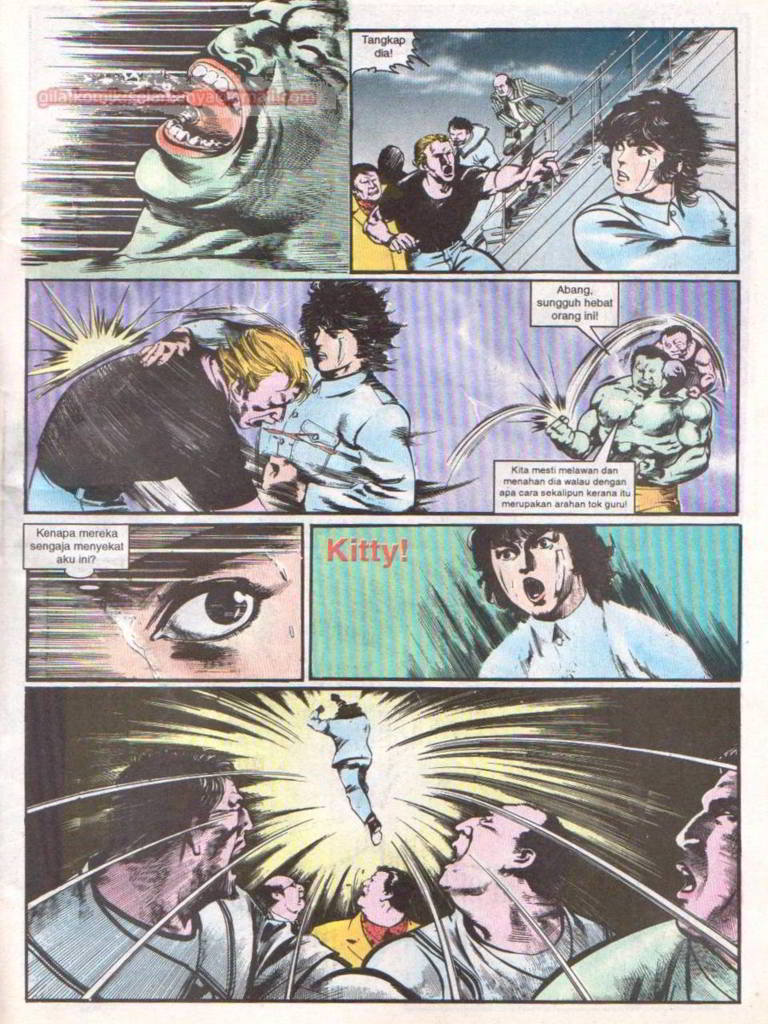 Tangkap
dia!
Abang,
sungguh hebat
orang ini!
Kita mesti melawan dan
menahan dia walau dengan
apa cara sekalipun kerana itu
merupakan arahan tok guru!
Kenapa mereka
sengaja menyekat
aku ini?
Kitty!